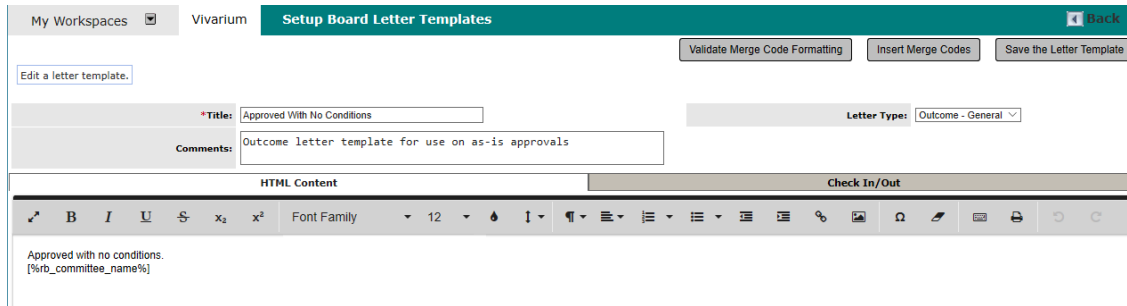 My Workspaces Vivarium Setup Board Letter Templates Back
Validate Merge Code Formatting Insert Merge Codes Save the Letter Template
Edit a letter template.
*Title: Approved With No Conditions Letter Type: Outcome - General
Comments: Outcome letter template for use on as-is approvals
HTML Content Check In/Out
B I U S x₂ x² Font Family 12 ¶ Ω
Approved with no conditions.
[%rb_committee_name%]